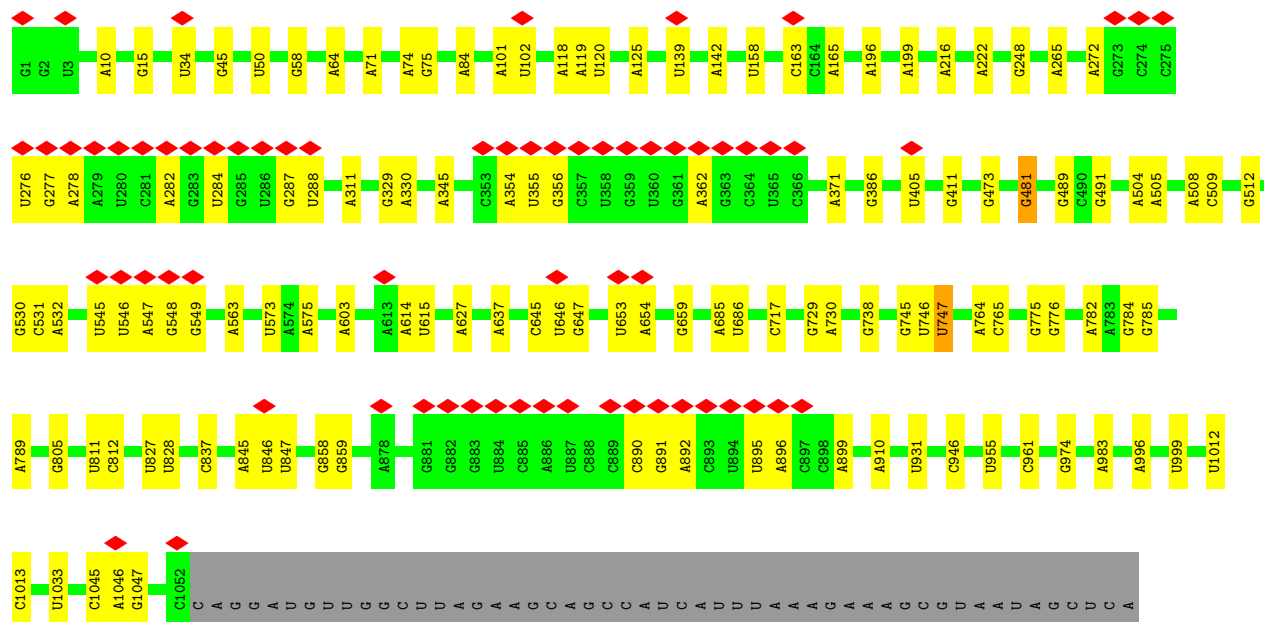 G1 G2 U3 A10 G15 U34 G45 U50 G58 A64 A71 A74 G75 A84 A101 U102 A118 A119 U120 A125 U139 A142 U158 C163 C164 A165 A196 A199 A216 A222 G248 A265 A272 G273 C274 C275
U276 G277 A278 A279 U280 C281 A282 G283 U284 G285 U286 G287 U288 A311 G329 A330 A345 C353 A354 U355 G356 C357 U358 G359 U360 G361 A362 G363 C364 U365 C366 A371 G386 U405 G411 G473 G481 G489 C490 G491 A504 A505 A508 C509 G512
G530 C531 A532 U545 U546 A547 G548 G549 A563 U573 A574 A575 A603 A613 A614 U615 A627 A637 C645 U646 G647 U653 A654 G659 A685 U686 C717 G729 A730 G738 G745 U746 U747 A764 C765 G775 G776 A782 A783 G784 G785
A789 G805 U811 C812 U827 U828 C837 A845 U846 U847 G858 G859 A878 G881 G882 G883 U884 C885 A886 U887 C888 C889 C890 G891 A892 C893 U894 U895 A896 C897 C898 A899 A910 U931 C946 U955 C961 G974 A983 A996 U999 U1012
C1013 U1033 C1045 A1046 G1047 C1052 C A G G A U G U U G G C U U A G A A G C A G C C A U C A U U U A A A G A A A G C G U A A U A G C U C A